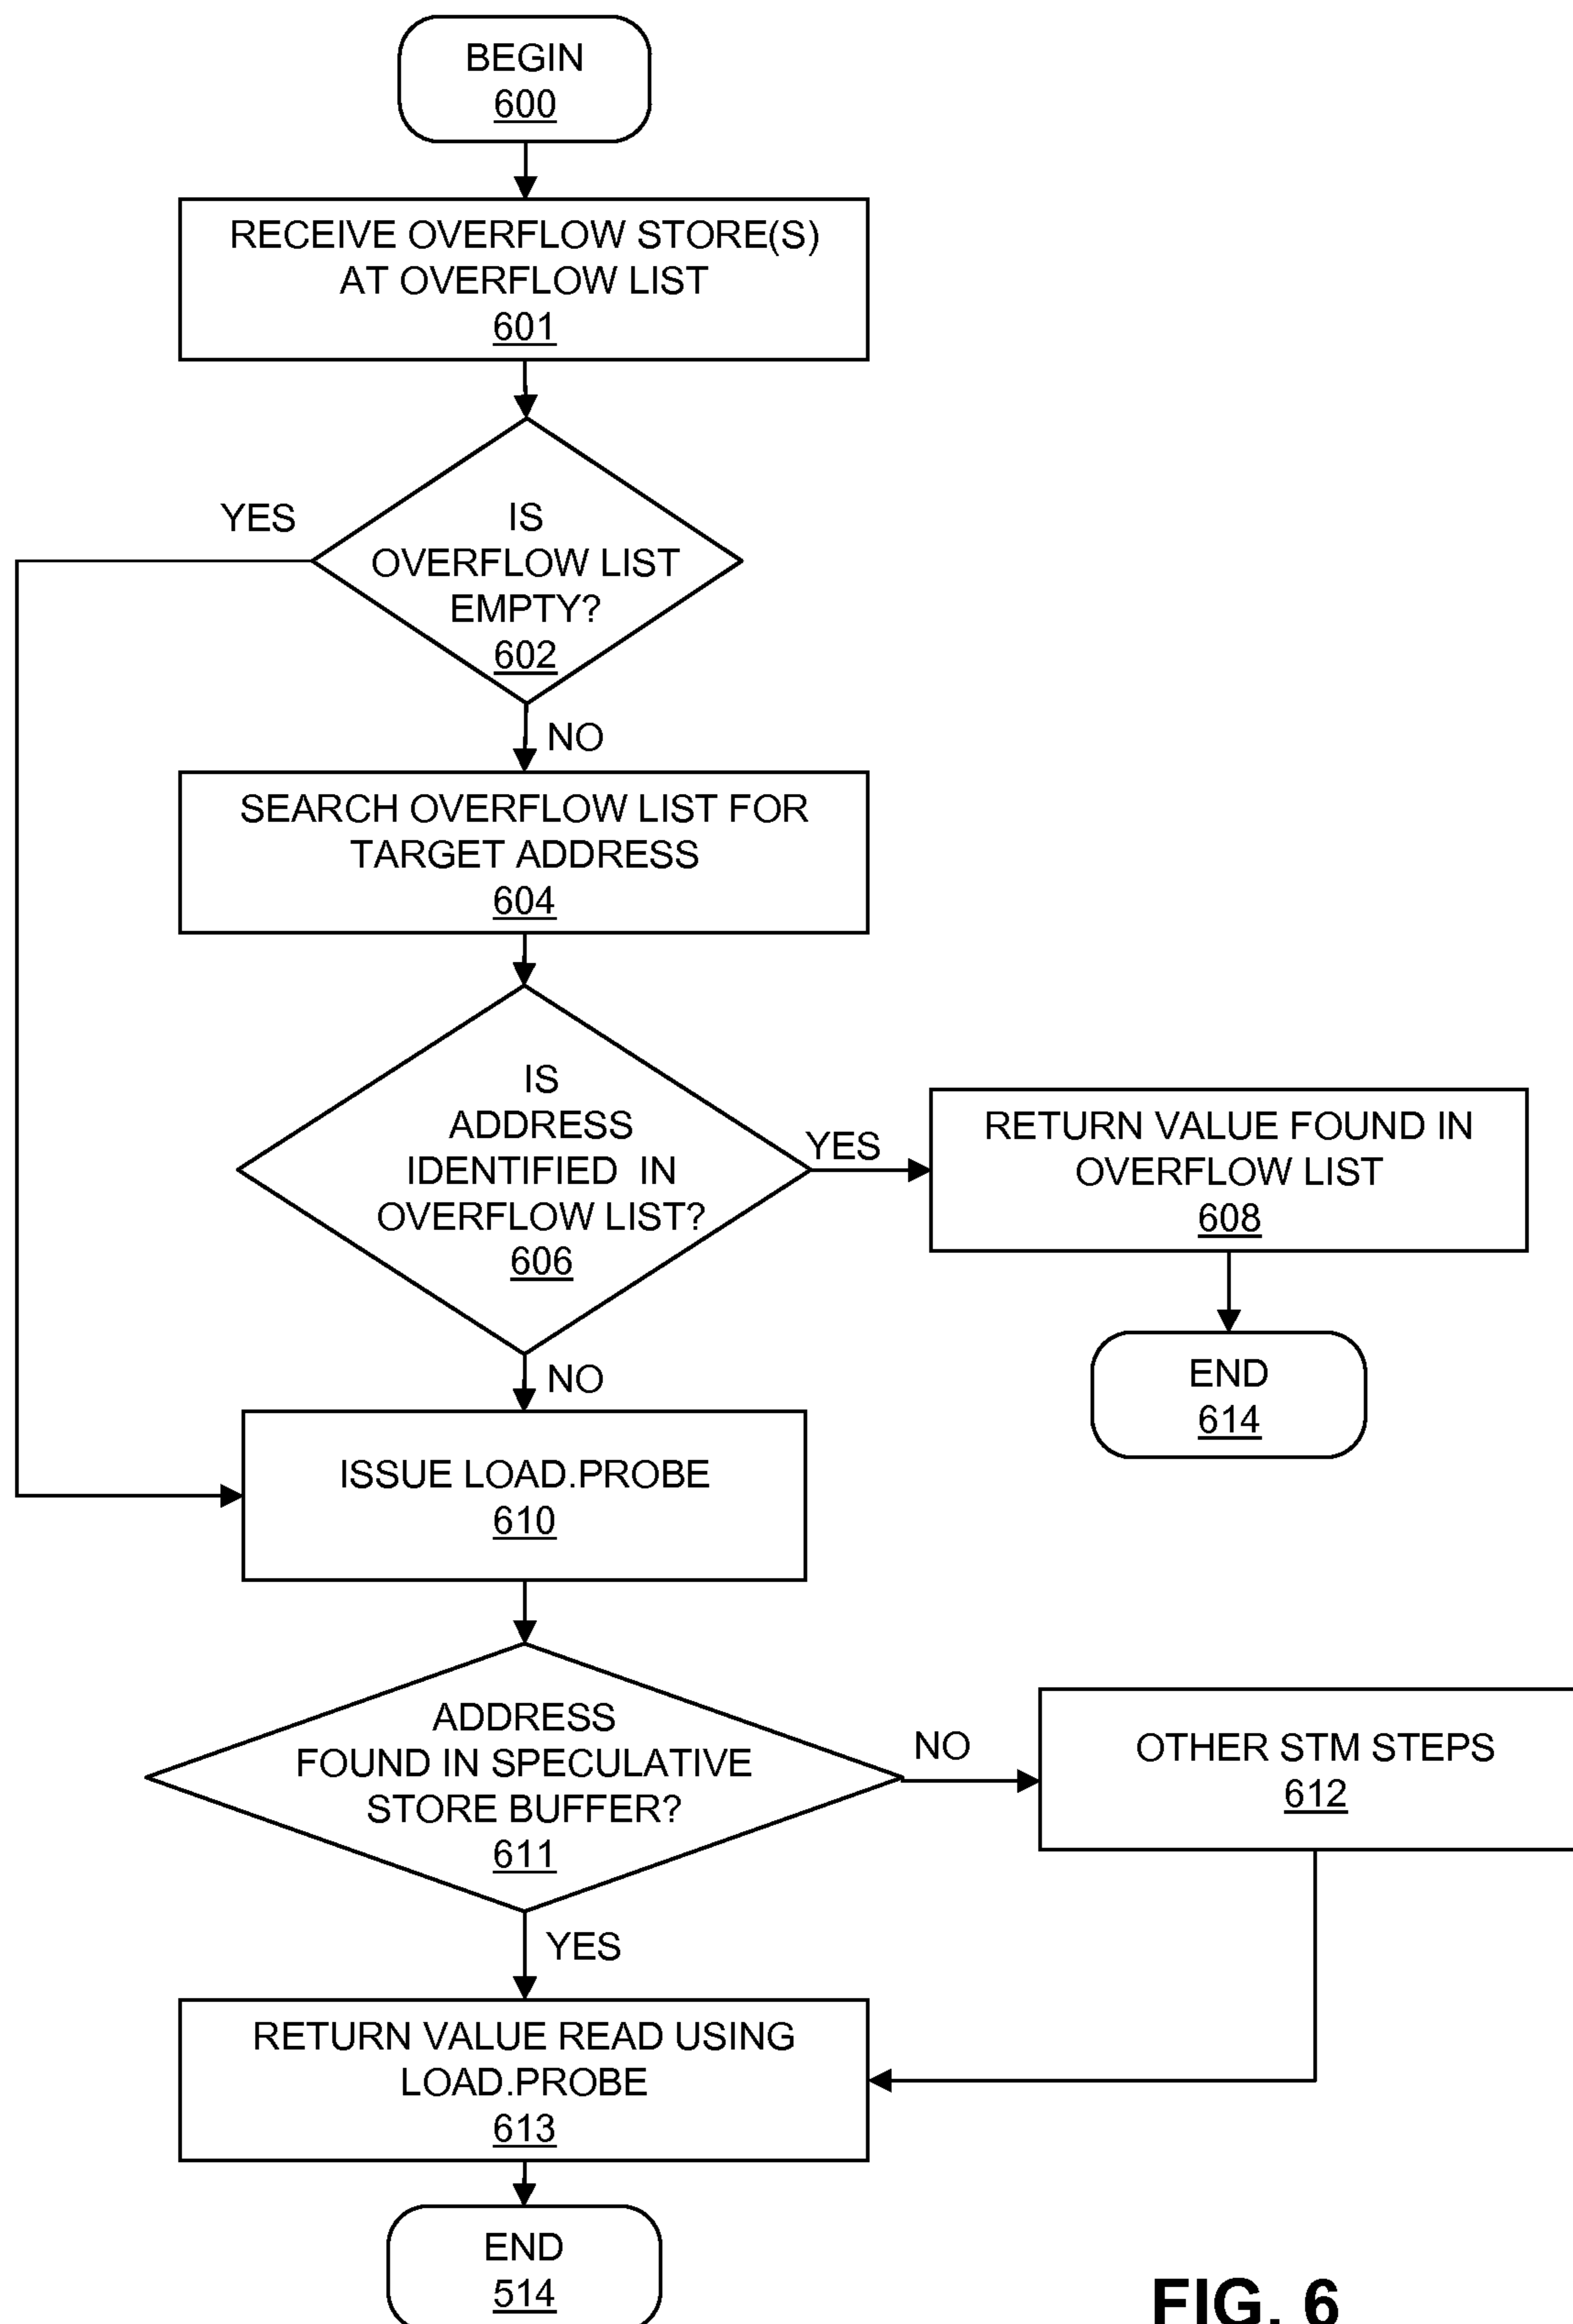 BEGIN
600
RECEIVE OVERFLOW STORE(S)
AT OVERFLOW LIST
601
YES
IS
OVERFLOW LIST
EMPTY?
602
NO
SEARCH OVERFLOW LIST FOR
TARGET ADDRESS
604
IS
ADDRESS
IDENTIFIED IN
OVERFLOW LIST?
606
YES
RETURN VALUE FOUND IN
OVERFLOW LIST
608
END
614
NO
ISSUE LOAD.PROBE
610
ADDRESS
FOUND IN SPECULATIVE
STORE BUFFER?
611
NO
OTHER STM STEPS
612
YES
RETURN VALUE READ USING
LOAD.PROBE
613
END
514
FIG. 6